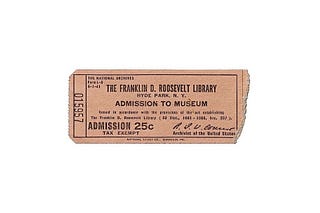 THE NATIONAL ARCHIVES
015957
THE FRANKLIN D. ROOSEVELT LIBRARY
HYDE PARK, N. Y.
ADMISSION TO MUSEUM
Issued in accordance with the provisions of the act establishing
The Franklin D. Roosevelt Library
ADMISSION 25c
TAX EXEMPT
Archivist of the United States